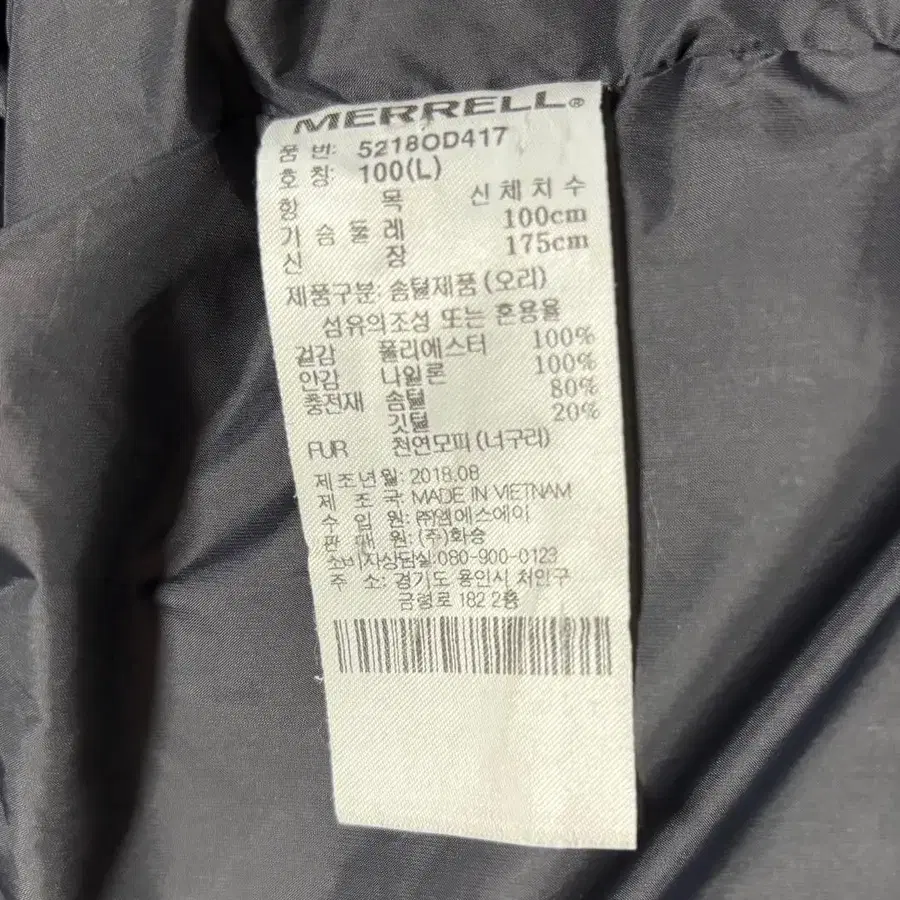 MERRELL®
품 번: 5218OD417
호 칭: 100(L)
항 목 신체치수
가슴둘레 100cm
신 장 175cm
제품구분: 솜털제품(오리)
섬유의조성 또는 혼용율
겉감 폴리에스터 100%
안감 나일론 100%
충전재 솜털 80%
깃털 20%
FUR 천연모피(너구리)
제조년월: 2018.08
제 조 국: MADE IN VIETNAM
수 입 원: ㈜엠에스에이
판 매 원: (주)화승
소비자상담실:080-900-0123
주 소: 경기도 용인시 처인구
금령로 182 2층